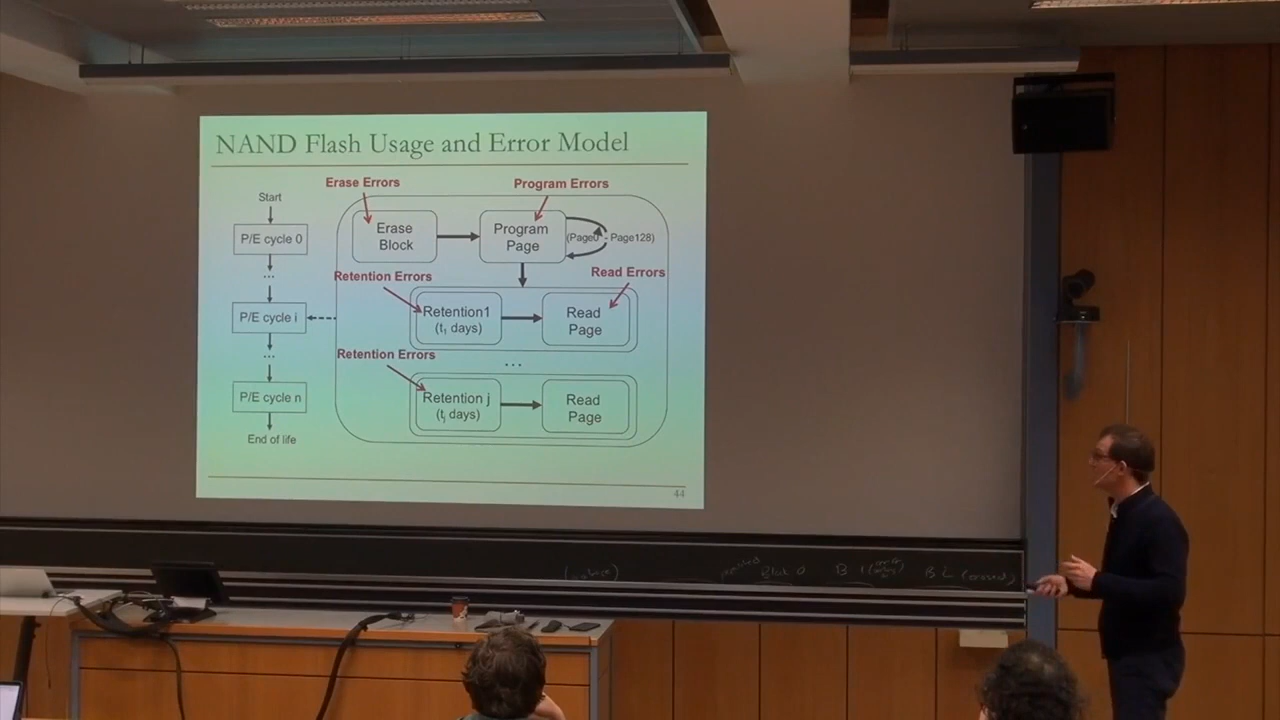 NAND Flash Usage and Error Model
Erase Errors
Program Errors
Start
P/E cycle 0
...
P/E cycle i
...
P/E cycle n
End of life
Erase
Block
Program
Page
(Page0 - Page128)
Retention Errors
Read Errors
Retention1
(t1 days)
Read
Page
...
Retention Errors
Retention j
(tj days)
Read
Page
44
Block 0